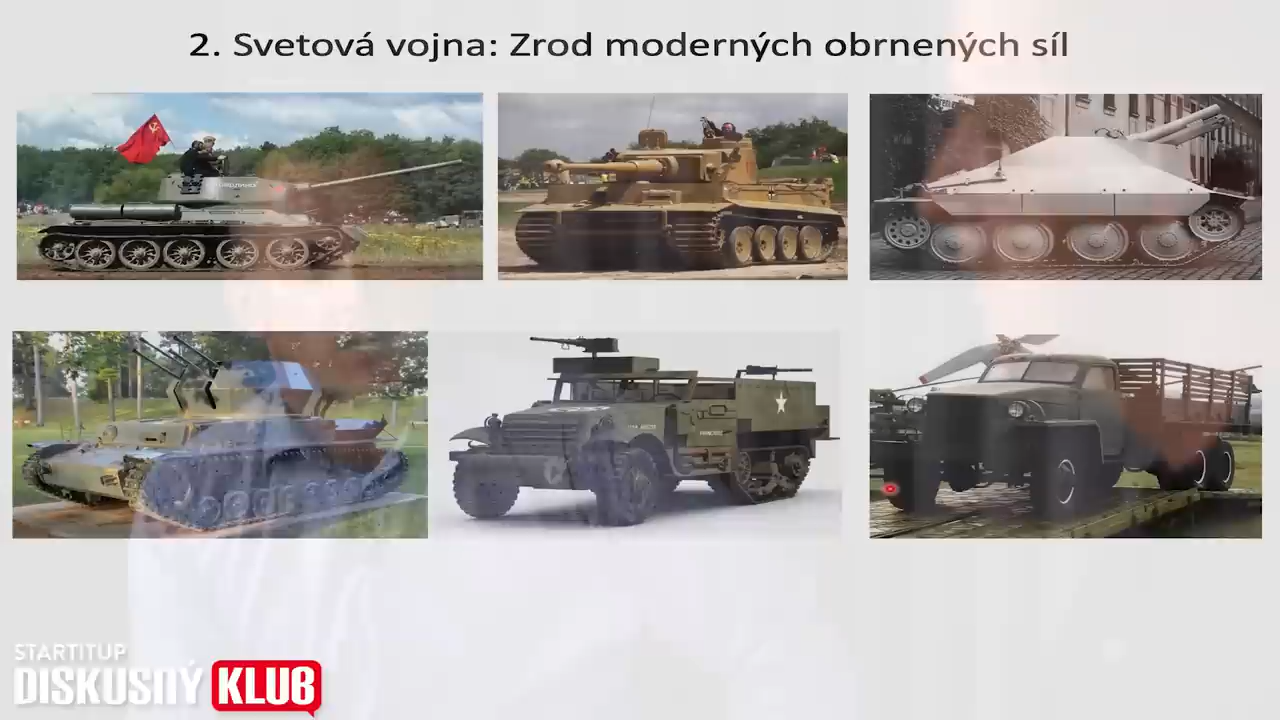 2. Svetová vojna: Zrod moderných obrnených síl
STARTITUP
DISKUSNÝ KLUB